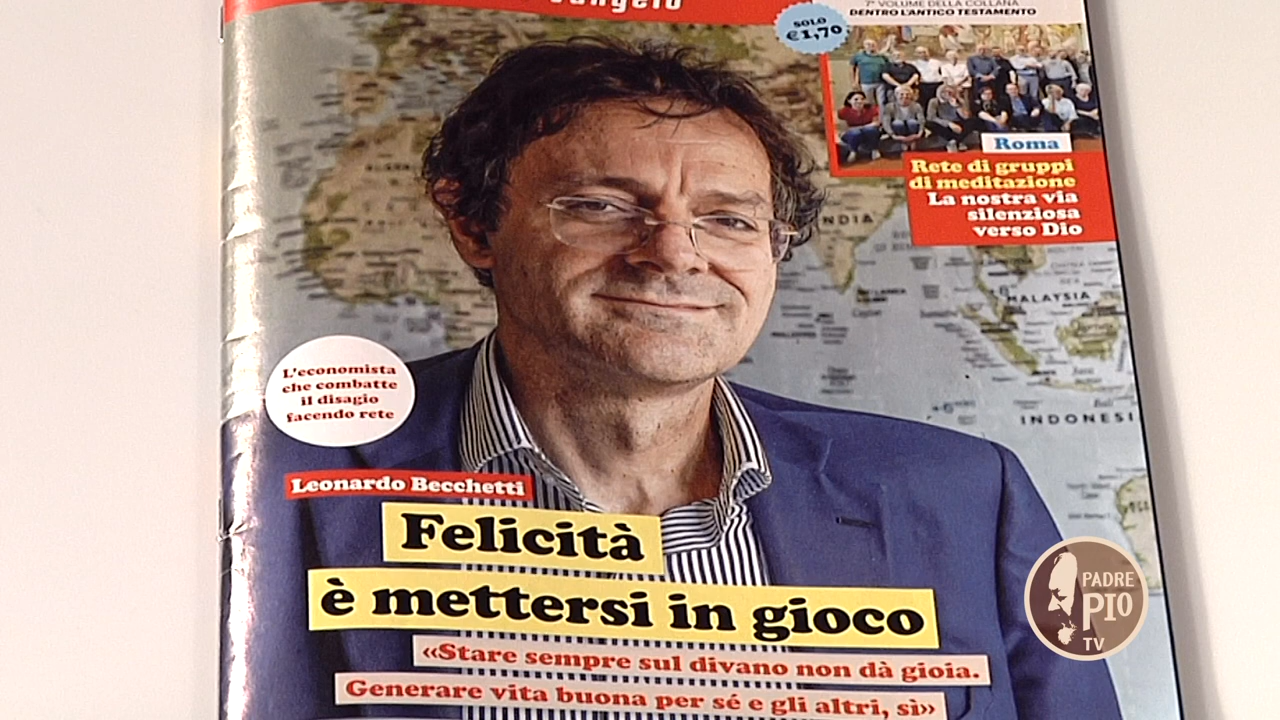 7° VOLUME DELLA COLLANA
DENTRO L'ANTICO TESTAMENTO
SOLO
€1,70
Roma
Rete di gruppi
di meditazione
La nostra via
silenziosa
verso Dio
INDIA
MALAYSIA
INDONESI
L'economista
che combatte
il disagio
facendo rete
Leonardo Becchetti
Felicità
è mettersi in gioco
«Stare sempre sul divano non dà gioia.
Generare vita buona per sé e gli altri, sì»
PADRE
PIO
TV